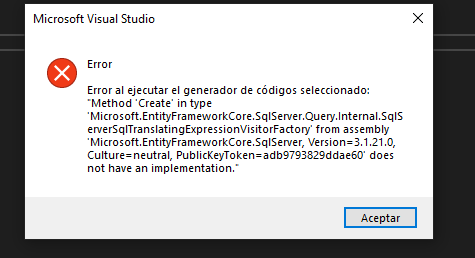 Microsoft Visual Studio
Error
Error al ejecutar el generador de códigos seleccionado:
"Method 'Create' in type
'Microsoft.EntityFrameworkCore.SqlServer.Query.Internal.SqlS
erverSqlTranslatingExpressionVisitorFactory' from assembly
'Microsoft.EntityFrameworkCore.SqlServer, Version=3.1.21.0,
Culture=neutral, PublicKeyToken=adb9793829ddae60' does
not have an implementation."
Aceptar